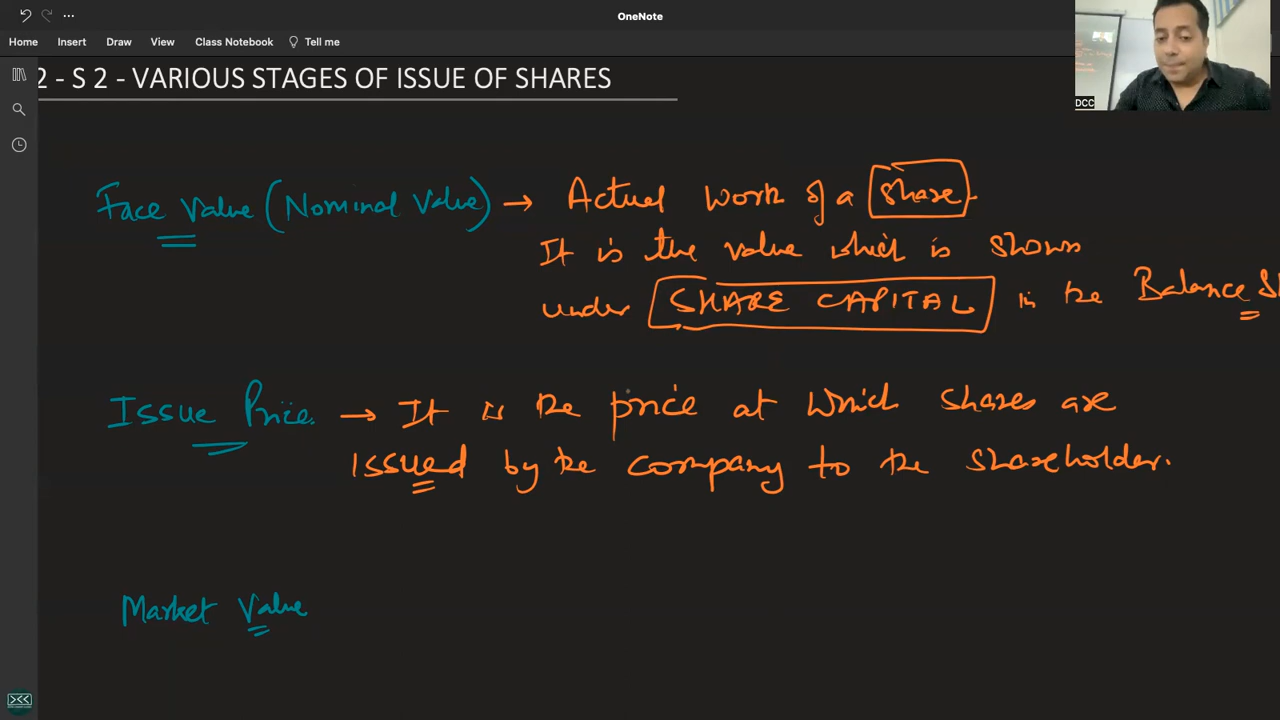 OneNote
Home Insert Draw View Class Notebook Tell me
2 - S 2 - VARIOUS STAGES OF ISSUE OF SHARES
DCC
Face Value (Nominal Value) → Actual work of a Share.
It is the value which is shown
under SHARE CAPITAL in the Balance S
Issue Price. → It is the price at which shares are
issued by the company to the shareholder.
Market Value